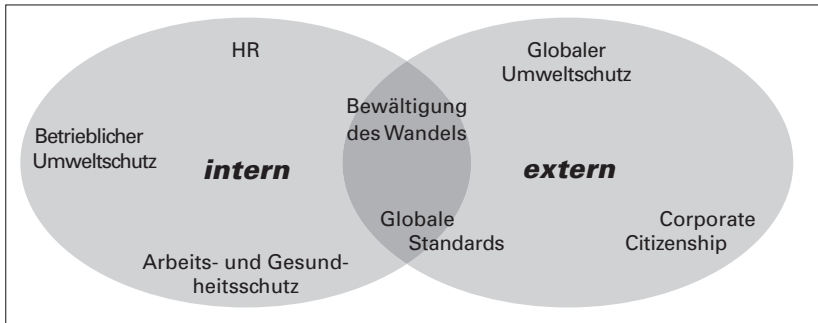 HR
Globaler
Umweltschutz
Bewältigung
des Wandels
Betrieblicher
Umweltschutz
intern
extern
Globale
Standards
Corporate
Citizenship
Arbeits- und Gesund-
heitsschutz